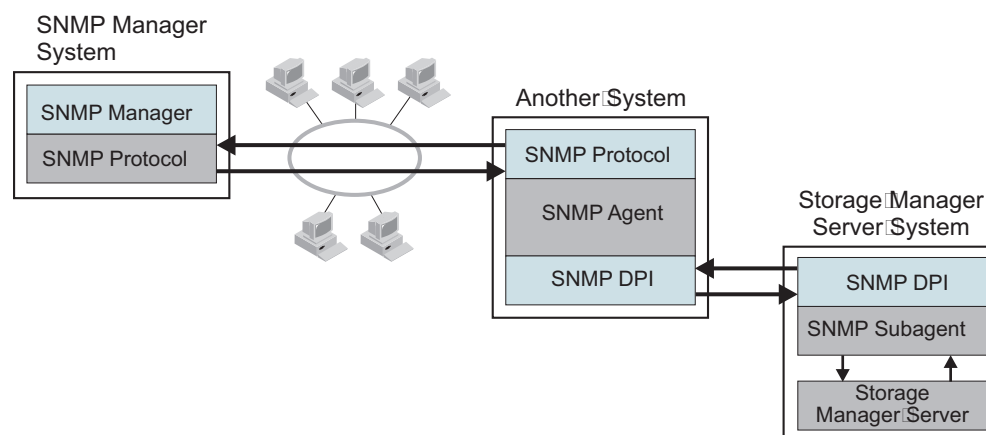 SNMP Manager
System
SNMP Manager
SNMP Protocol
Another System
SNMP Protocol
SNMP Agent
SNMP DPI
Storage Manager
Server System
SNMP DPI
SNMP Subagent
Storage
Manager Server